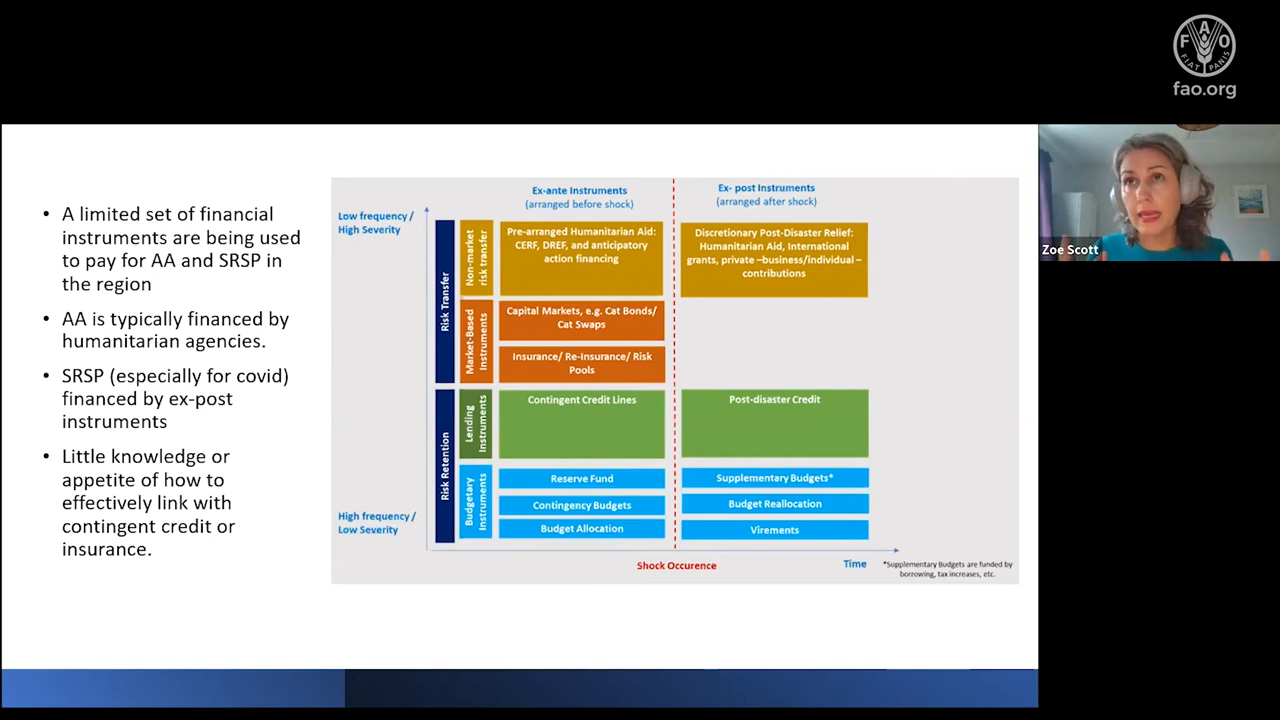 FAO
FIAT PANIS
fao.org
Zoe Scott
• A limited set of financial
instruments are being used
to pay for AA and SRSP in
the region
• AA is typically financed by
humanitarian agencies.
• SRSP (especially for covid)
financed by ex-post
instruments
• Little knowledge or
appetite of how to
effectively link with
contingent credit or
insurance.
Ex-ante Instruments
(arranged before shock)
Ex- post Instruments
(arranged after shock)
Low frequency /
High Severity
High frequency /
Low Severity
Risk Transfer
Non-market
risk transfer
Pre-arranged Humanitarian Aid:
CERF, DREF, and anticipatory
action financing
Discretionary Post-Disaster Relief:
Humanitarian Aid, International
grants, private –business/individual –
contributions
Market-Based
Instruments
Capital Markets, e.g. Cat Bonds/
Cat Swaps
Insurance/ Re-Insurance/ Risk
Pools
Risk Retention
Lending
Instruments
Contingent Credit Lines
Post-disaster Credit
Budgetary
Instruments
Reserve Fund
Supplementary Budgets*
Contingency Budgets
Budget Reallocation
Budget Allocation
Virements
Shock Occurence
Time
*Supplementary Budgets are funded by
borrowing, tax increases, etc.